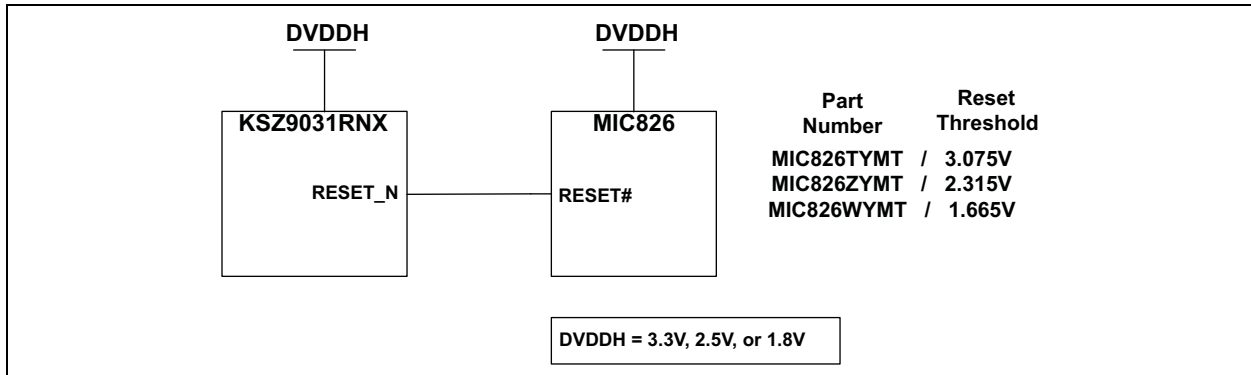 DVDDH
DVDDH
KSZ9031RNX
MIC826
RESET_N
RESET#
Part
Number
Reset
Threshold
MIC826TYMT / 3.075V
MIC826ZYMT / 2.315V
MIC826WYMT / 1.665V
DVDDH = 3.3V, 2.5V, or 1.8V